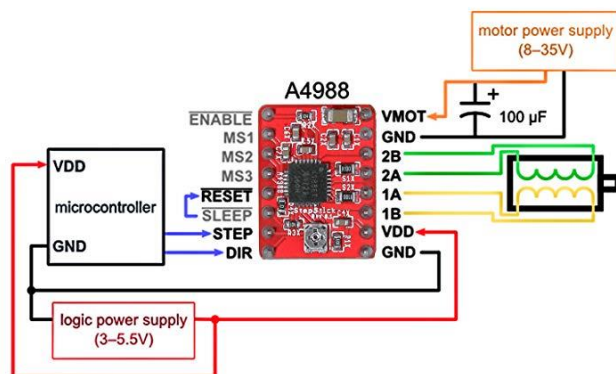 motor power supply
(8–35V)
A4988
+
100 µF
ENABLE
MS1
MS2
MS3
RESET
SLEEP
STEP
DIR
VMOT
GND
2B
2A
1A
1B
VDD
GND
VDD
microcontroller
GND
logic power supply
(3–5.5V)